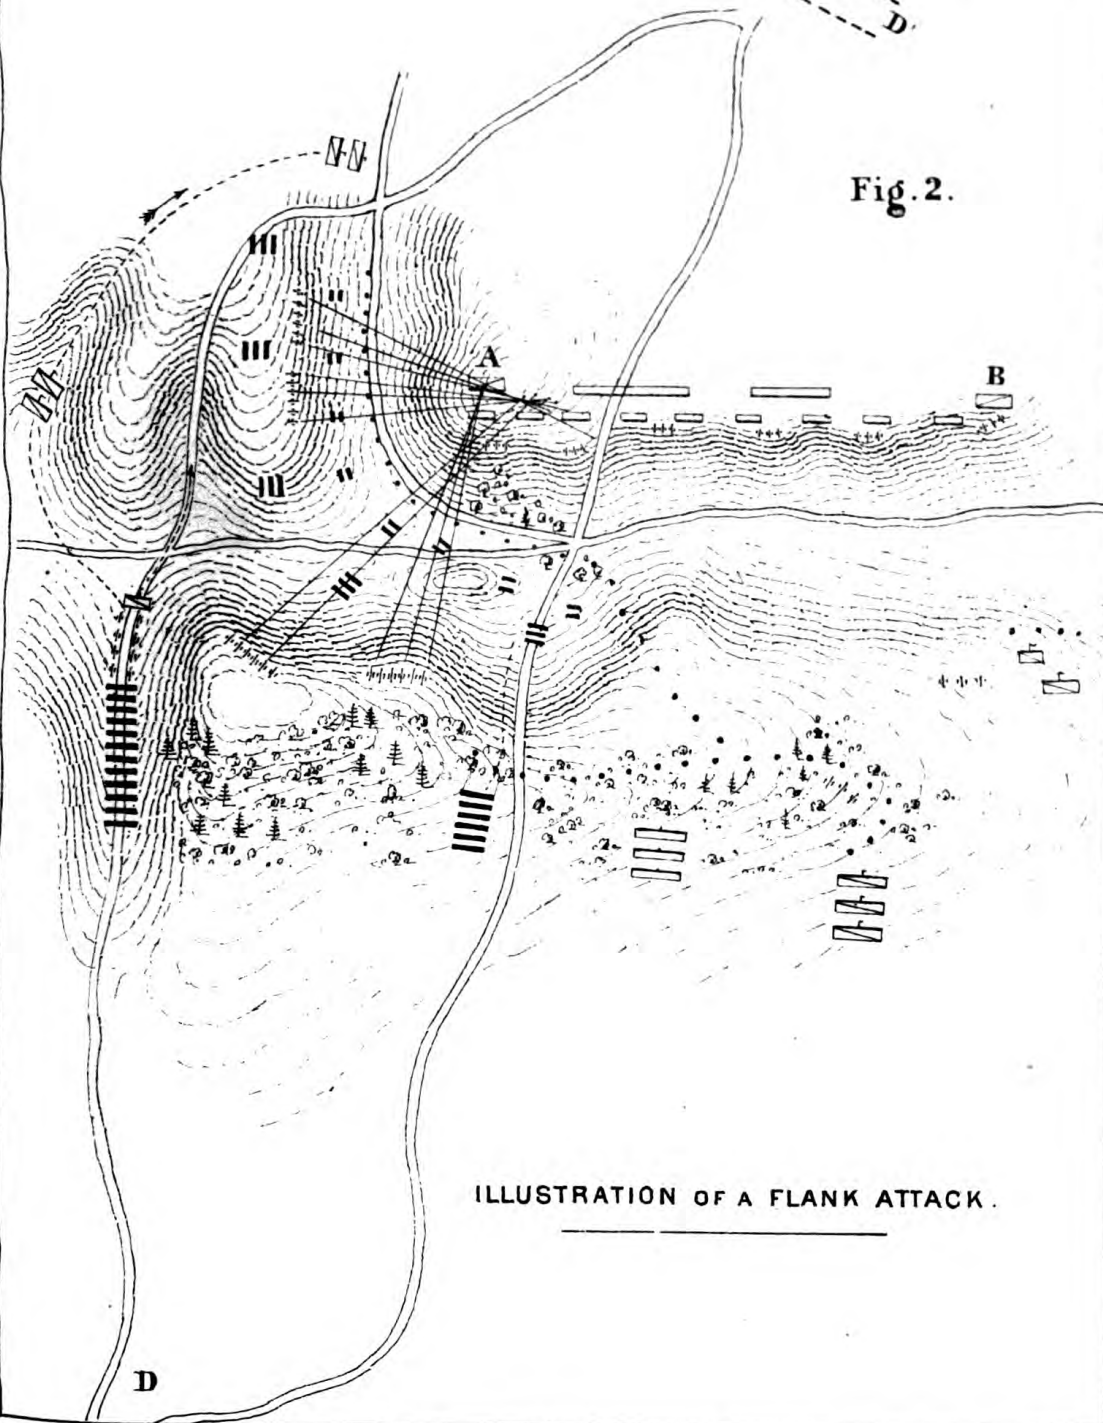 D.
Fig. 2.
A
B
ILLUSTRATION OF A FLANK ATTACK.
D